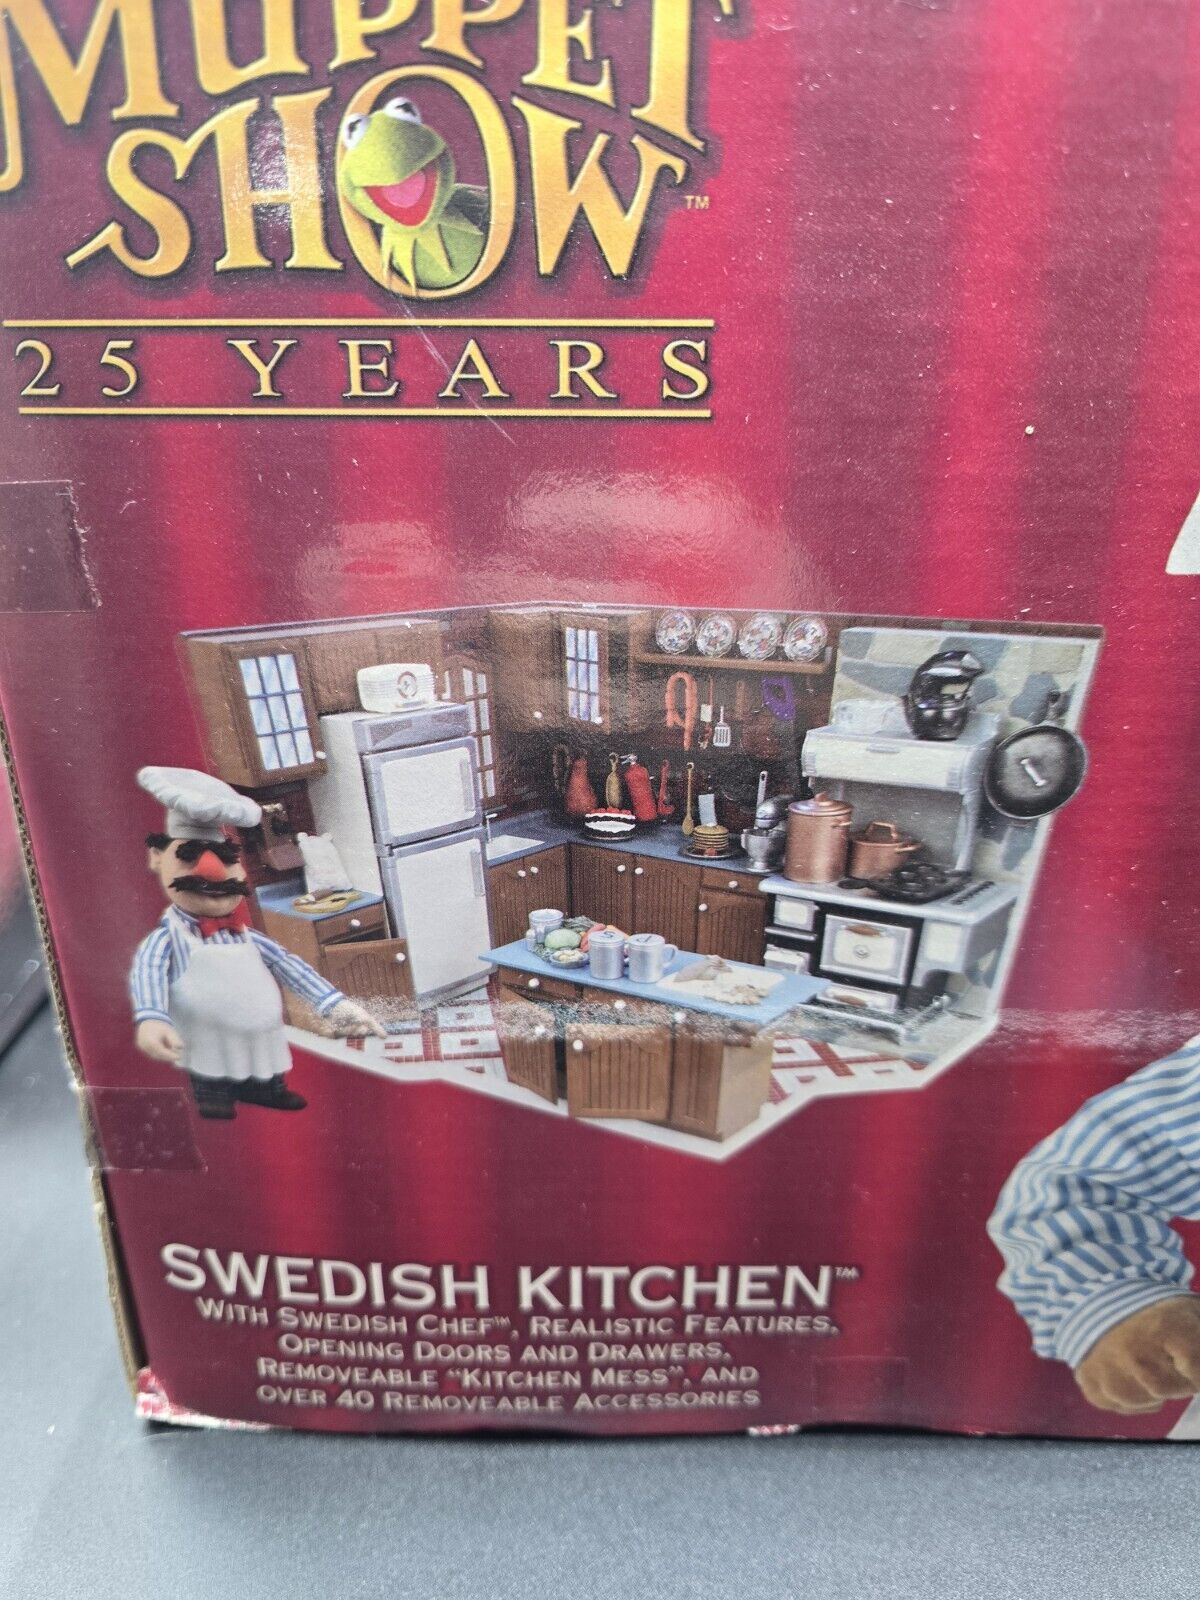 MUPPET
SHOW™
25 YEARS
SWEDISH KITCHEN™
WITH SWEDISH CHEF™, REALISTIC FEATURES,
OPENING DOORS AND DRAWERS,
REMOVEABLE "KITCHEN MESS", AND
OVER 40 REMOVEABLE ACCESSORIES